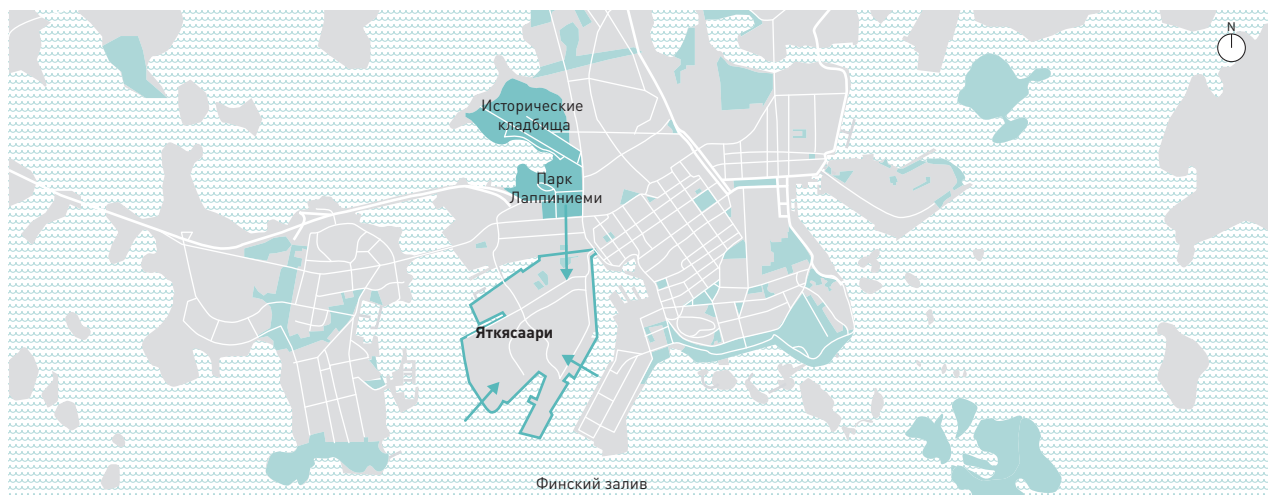 N
Исторические
кладбища
Парк
Лаппиниеми
Яткясаари
Финский залив